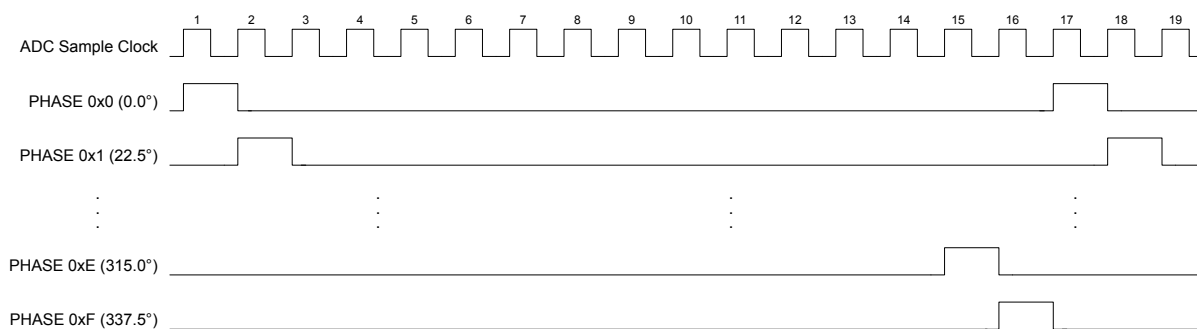 1 2 3 4 5 6 7 8 9 10 11 12 13 14 15 16 17 18 19
ADC Sample Clock
PHASE 0x0 (0.0°)
PHASE 0x1 (22.5°)
PHASE 0xE (315.0°)
PHASE 0xF (337.5°)